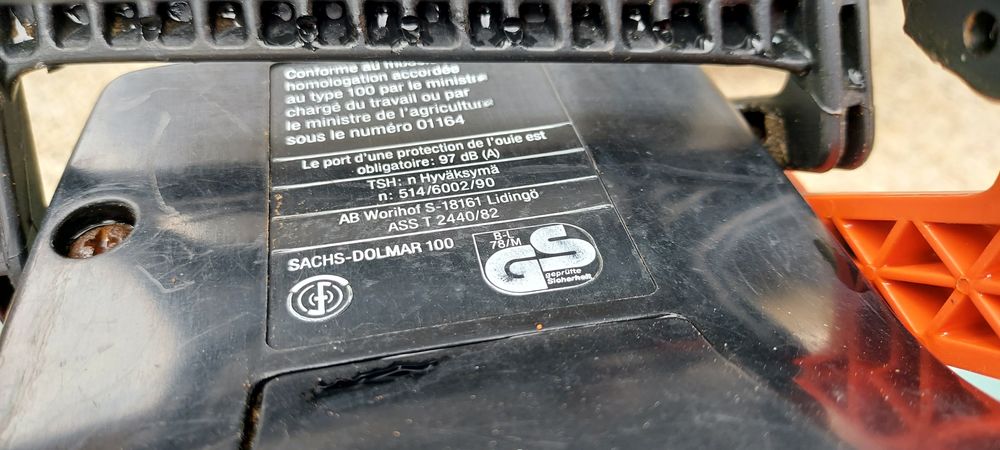 Conforme au
homologation accordée
au type 100 par le ministre
chargé du travail ou par
le ministre de l'agriculture
sous le numéro 01164
Le port d'une protection de l'ouie est
obligatoire: 97 dB (A)
TSH: n Hyväksymä
n: 514/6002/90
AB Worihof S-18161 Lidingö
ASS T 2440/82
SACHS-DOLMAR 100
B-L
78/M
GS
geprüfte
Sicherheit